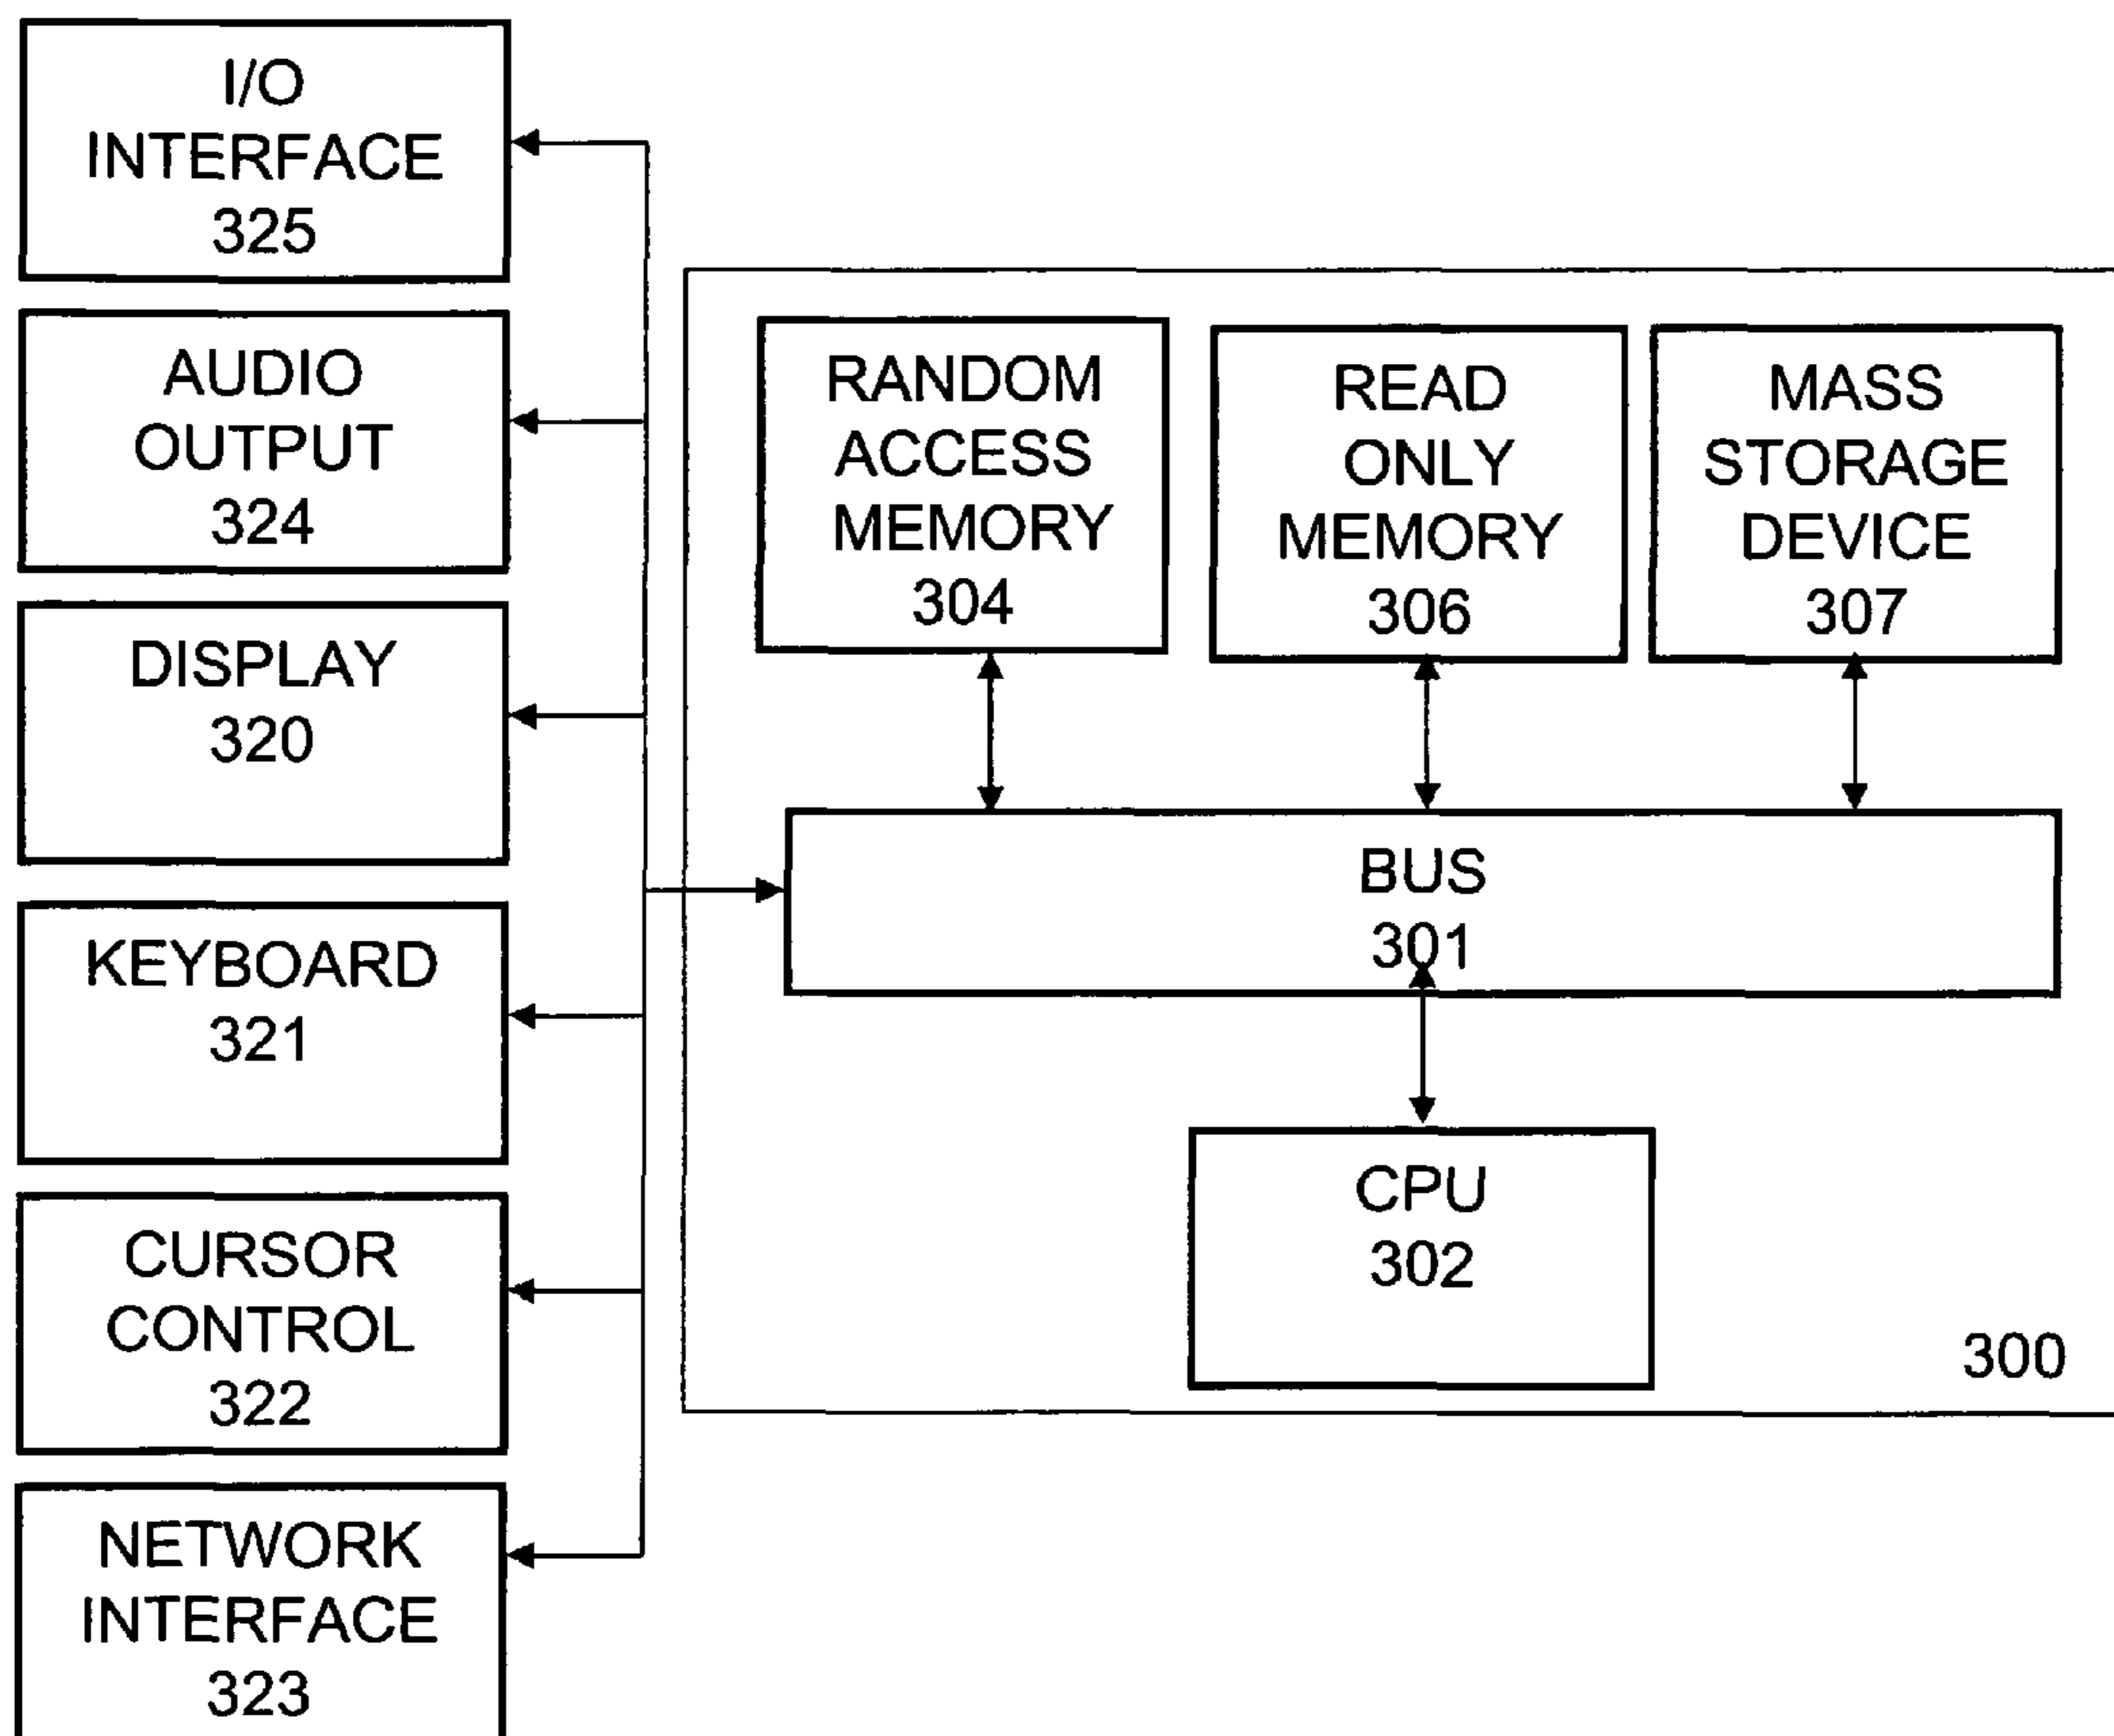 I/O
INTERFACE
325
AUDIO
OUTPUT
324
DISPLAY
320
KEYBOARD
321
CURSOR
CONTROL
322
NETWORK
INTERFACE
323
RANDOM
ACCESS
MEMORY
304
READ
ONLY
MEMORY
306
MASS
STORAGE
DEVICE
307
BUS
301
CPU
302
300